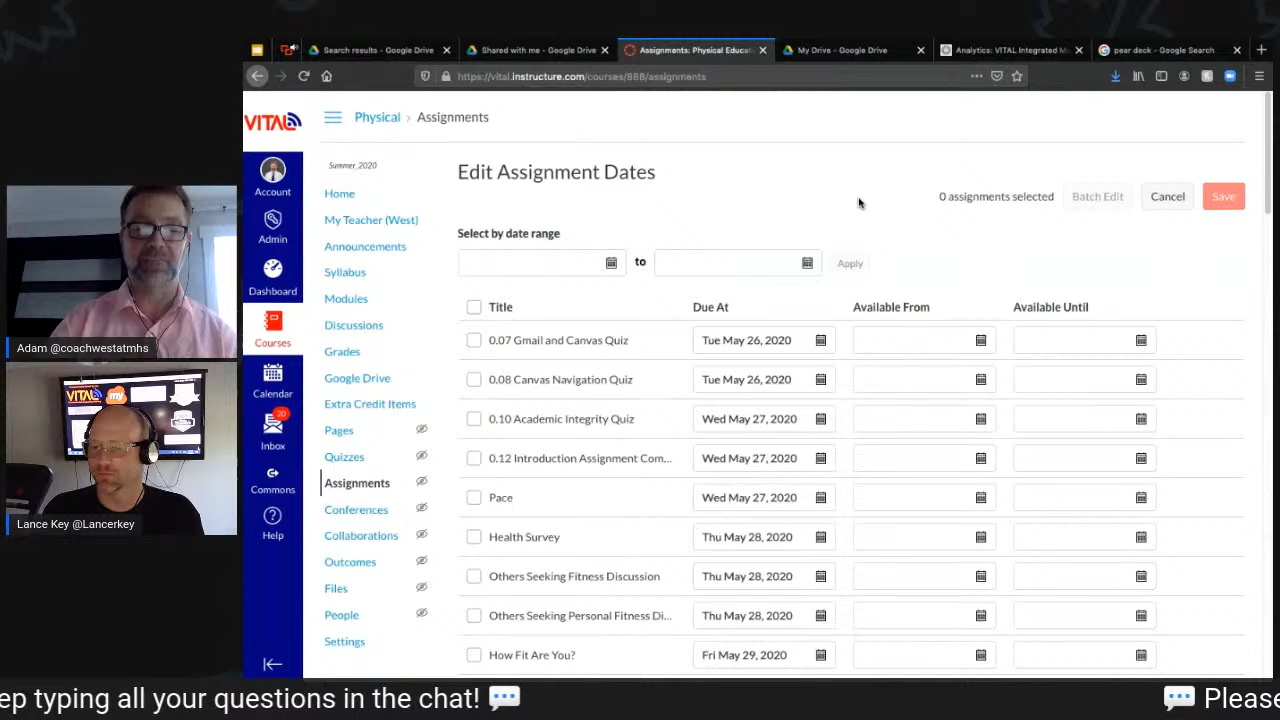 Search results - Google Drive
Shared with me - Google Drive
Assignments: Physical Educati
My Drive - Google Drive
Analytics: VITAL Integrated M
pear deck - Google Search
https://vital.instructure.com/courses/888/assignments
VITAL
Physical › Assignments
Account
Admin
Dashboard
Courses
Calendar
20
Inbox
Commons
Help
Summer_2020
Home
My Teacher (West)
Announcements
Syllabus
Modules
Discussions
Grades
Google Drive
Extra Credit Items
Pages
Quizzes
Assignments
Conferences
Collaborations
Outcomes
Files
People
Settings
Edit Assignment Dates
0 assignments selected Batch Edit Cancel Save
Select by date range
to Apply
Title Due At Available From Available Until
0.07 Gmail and Canvas Quiz Tue May 26, 2020
0.08 Canvas Navigation Quiz Tue May 26, 2020
0.10 Academic Integrity Quiz Wed May 27, 2020
0.12 Introduction Assignment Com... Wed May 27, 2020
Pace Wed May 27, 2020
Health Survey Thu May 28, 2020
Others Seeking Fitness Discussion Thu May 28, 2020
Others Seeking Personal Fitness Di... Thu May 28, 2020
How Fit Are You? Fri May 29, 2020
Adam @coachwestatmhs
VITAL
my
Lance Key @Lancerkey
ep typing all your questions in the chat! 💬 💬 Please